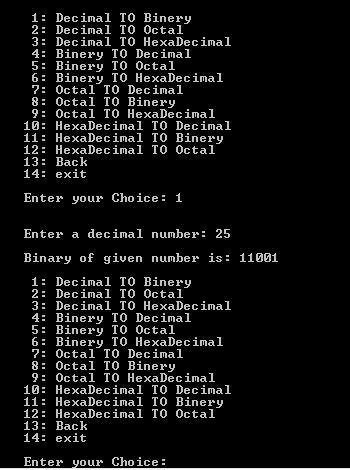 1: Decimal TO Binery
2: Decimal TO Octal
3: Decimal TO HexaDecimal
4: Binery TO Decimal
5: Binery TO Octal
6: Binery TO HexaDecimal
7: Octal TO Decimal
8: Octal TO Binery
9: Octal TO HexaDecimal
10: HexaDecimal TO Decimal
11: HexaDecimal TO Binery
12: HexaDecimal TO Octal
13: Back
14: exit
Enter your Choice: 1
Enter a decimal number: 25
Binary of given number is: 11001
1: Decimal TO Binery
2: Decimal TO Octal
3: Decimal TO HexaDecimal
4: Binery TO Decimal
5: Binery TO Octal
6: Binery TO HexaDecimal
7: Octal TO Decimal
8: Octal TO Binery
9: Octal TO HexaDecimal
10: HexaDecimal TO Decimal
11: HexaDecimal TO Binery
12: HexaDecimal TO Octal
13: Back
14: exit
Enter your Choice: